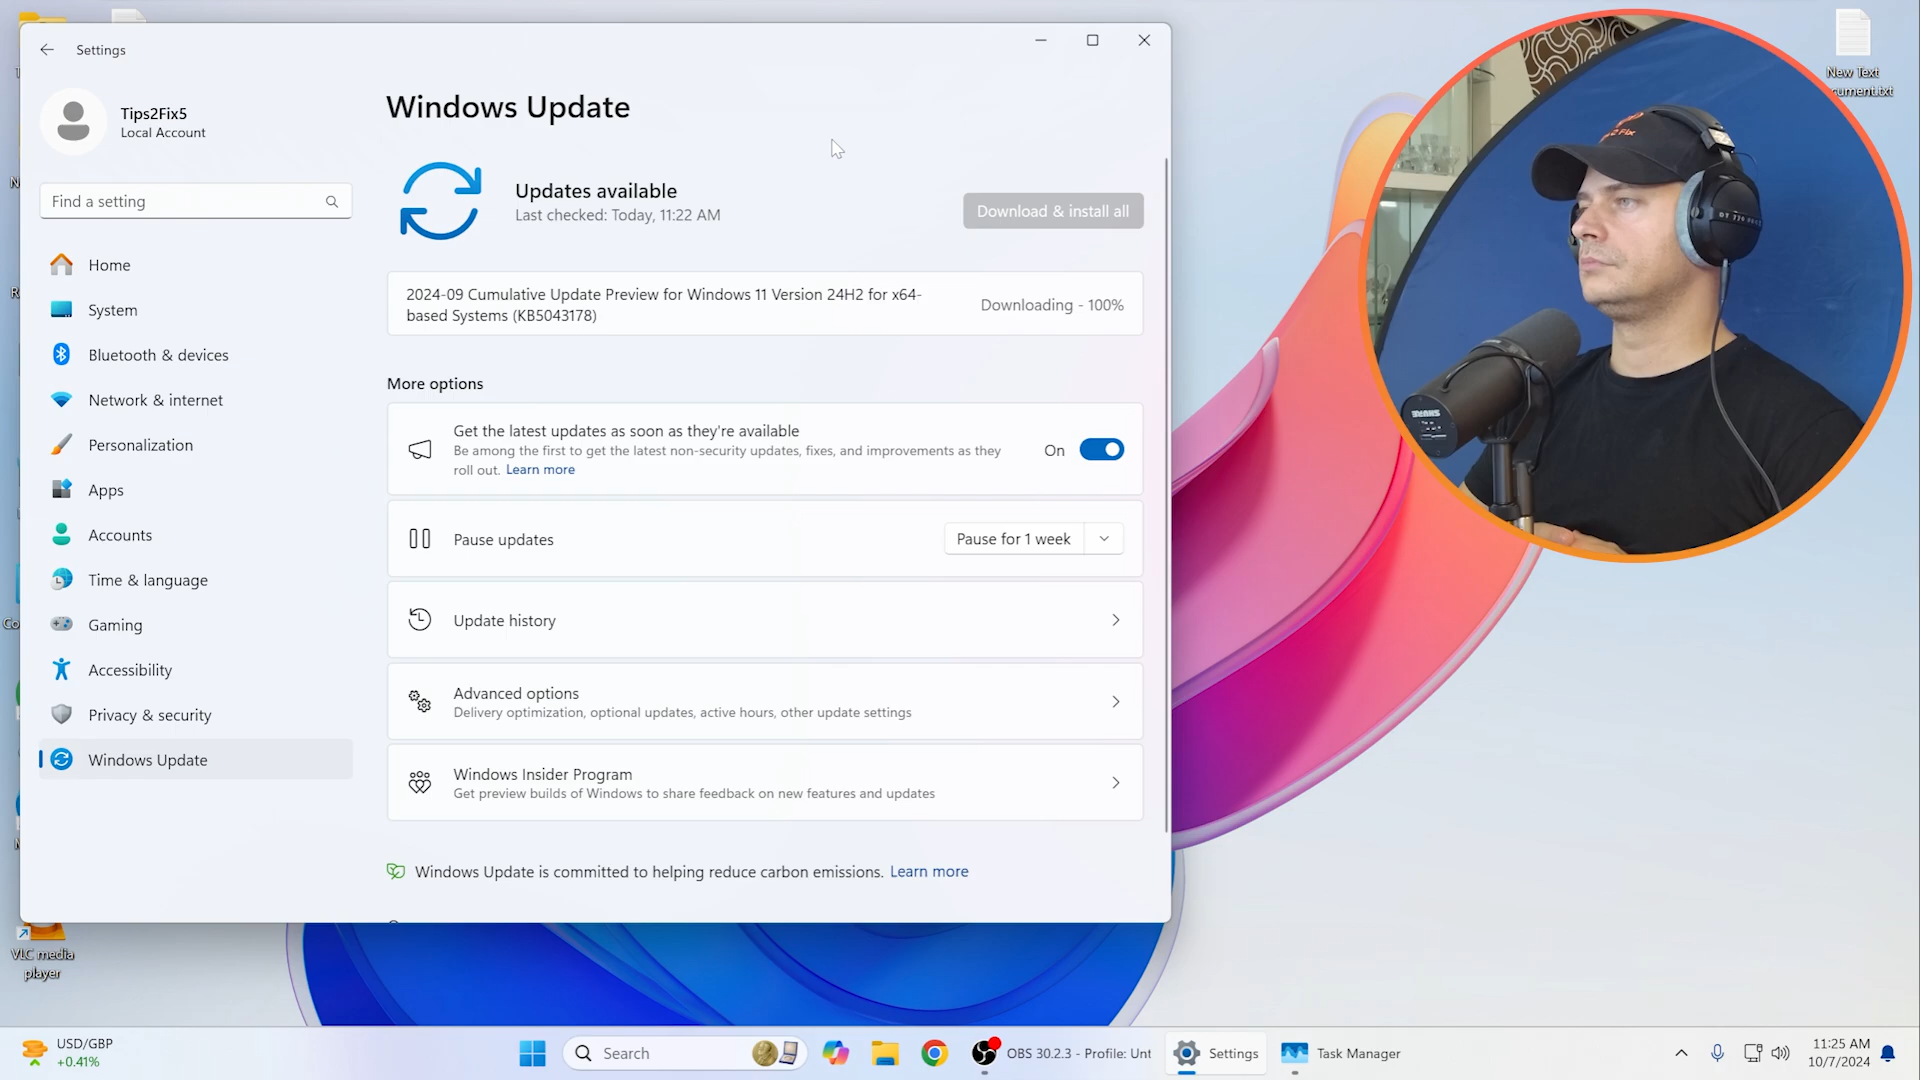 Settings
Tips2Fix5
Local Account
Find a setting
Home
System
Bluetooth & devices
Network & internet
Personalization
Apps
Accounts
Time & language
Gaming
Accessibility
Privacy & security
Windows Update
Windows Update
Updates available
Last checked: Today, 11:22 AM
Download & install all
2024-09 Cumulative Update Preview for Windows 11 Version 24H2 for x64-
based Systems (KB5043178)
Downloading - 100%
More options
Get the latest updates as soon as they're available
Be among the first to get the latest non-security updates, fixes, and improvements as they
roll out. Learn more
On
Pause updates
Pause for 1 week
Update history
Advanced options
Delivery optimization, optional updates, active hours, other update settings
Windows Insider Program
Get preview builds of Windows to share feedback on new features and updates
Windows Update is committed to helping reduce carbon emissions. Learn more
New Text
cument.txt
SHURE
DT 770
VLC media
player
USD/GBP
+0.41%
Search
OBS 30.2.3 - Profile: Unt
Settings
Task Manager
11:25 AM
10/7/2024